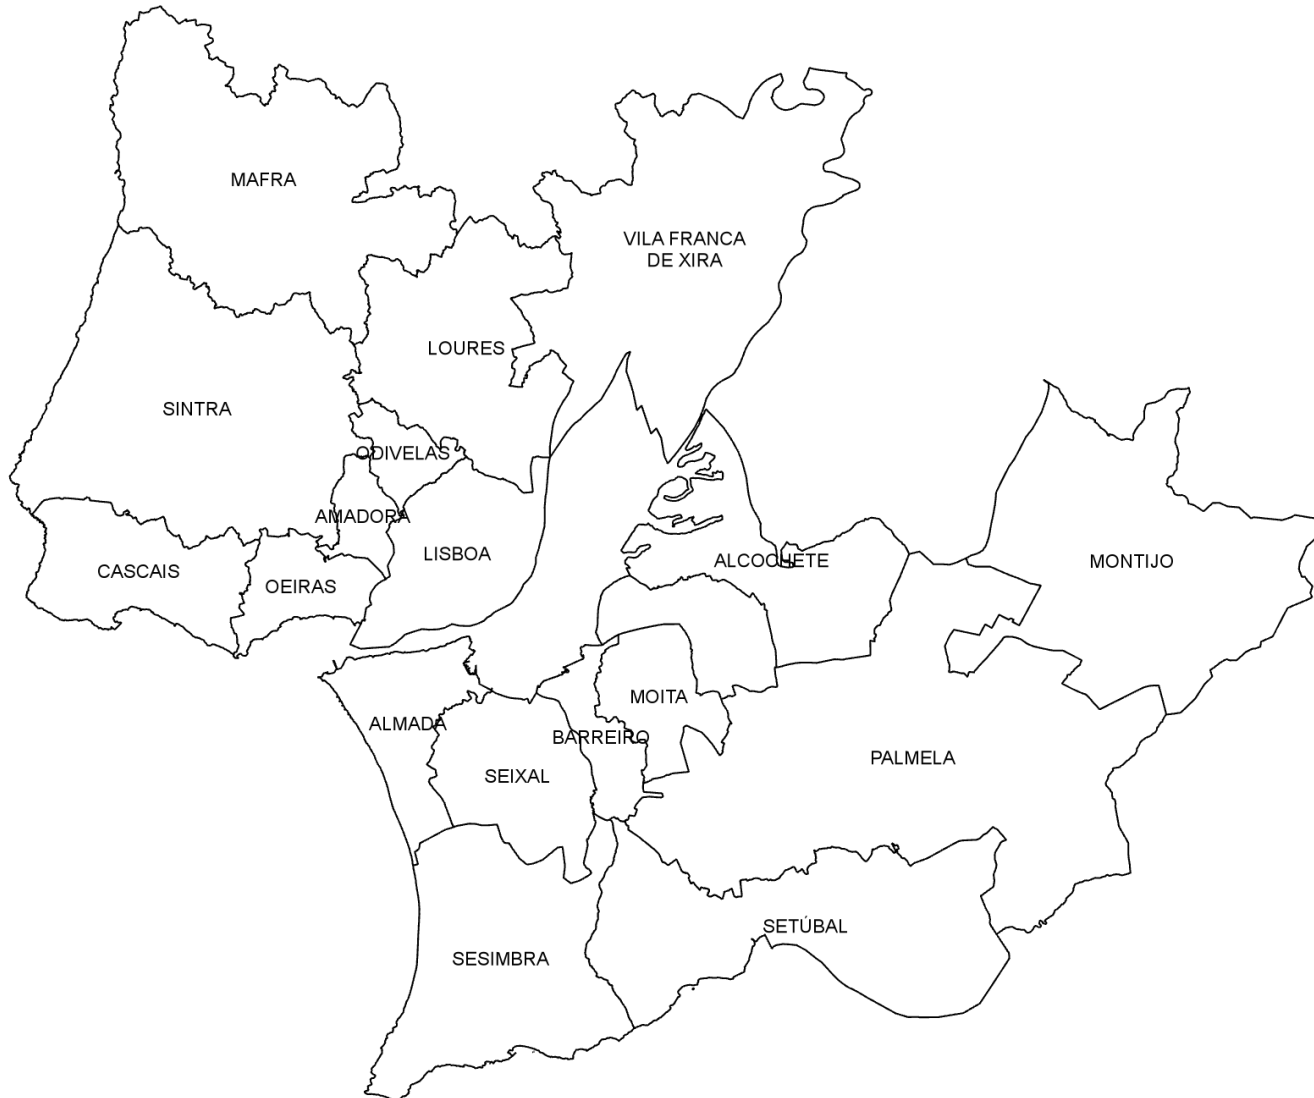 MAFRA
VILA FRANCA
DE XIRA
LOURES
SINTRA
ODIVELAS
AMADORA
LISBOA
ALCOCHETE
MONTIJO
CASCAIS
OEIRAS
MOITA
ALMADA
BARREIRO
PALMELA
SEIXAL
SETÚBAL
SESIMBRA